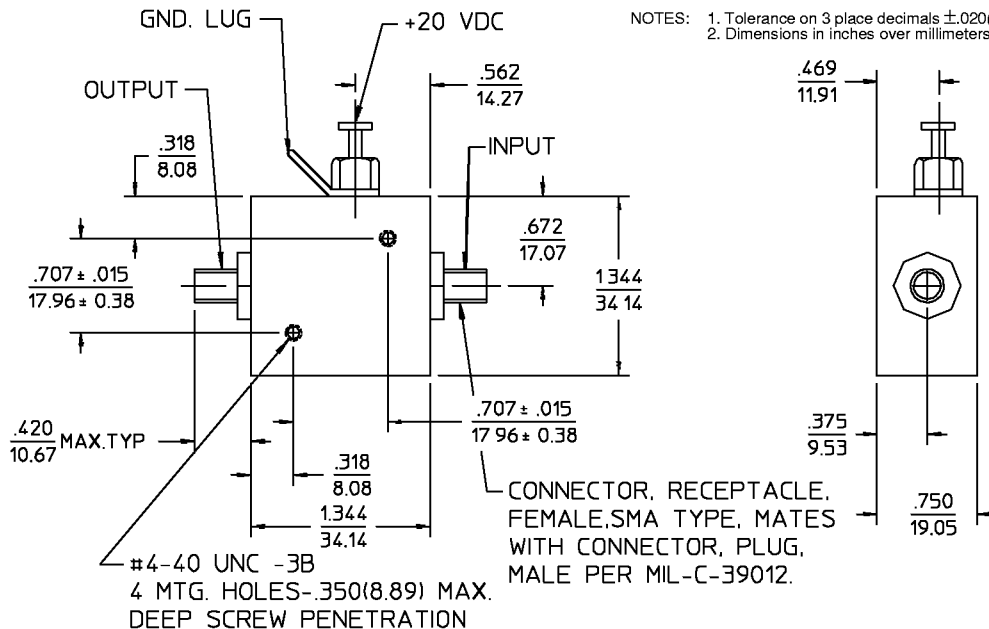 GND. LUG
+20 VDC
NOTES: 1. Tolerance on 3 place decimals ±.020(
2. Dimensions in inches over millimeters
OUTPUT
.562
14.27
.469
11.91
.318
8.08
INPUT
.672
17.07
.707 ± .015
17.96 ± 0.38
1344
34 14
.707 ± .015
17 96 ± 0.38
.420
10.67
MAX.TYP
.375
9.53
.318
8.08
1.344
34.14
.750
19.05
CONNECTOR, RECEPTACLE,
FEMALE,SMA TYPE, MATES
WITH CONNECTOR, PLUG,
MALE PER MIL-C-39012.
#4-40 UNC -3B
4 MTG. HOLES-.350(8.89) MAX.
DEEP SCREW PENETRATION